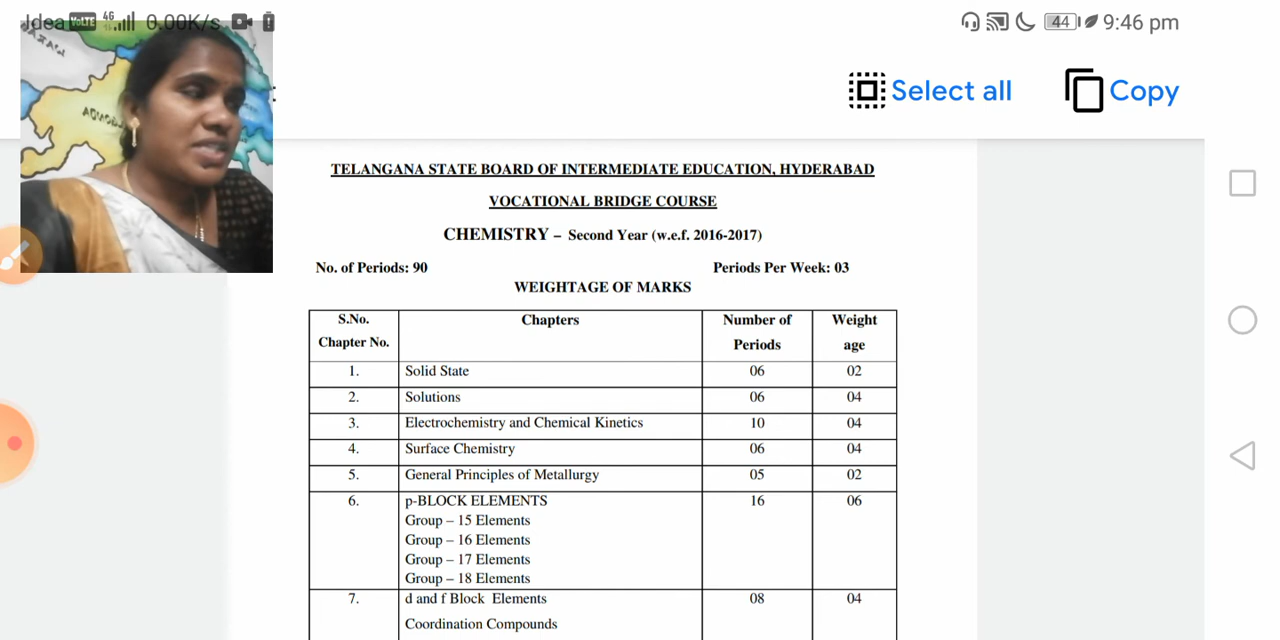 Idea VoLTE 4G 0.00K/s 44 9:46 pm
Select all Copy
TELANGANA STATE BOARD OF INTERMEDIATE EDUCATION, HYDERABAD
VOCATIONAL BRIDGE COURSE
CHEMISTRY – Second Year (w.e.f. 2016-2017)
No. of Periods: 90 Periods Per Week: 03
WEIGHTAGE OF MARKS
S.No. Chapters Number of Weight
Chapter No. Periods age
1. Solid State 06 02
2. Solutions 06 04
3. Electrochemistry and Chemical Kinetics 10 04
4. Surface Chemistry 06 04
5. General Principles of Metallurgy 05 02
6. p-BLOCK ELEMENTS 16 06
Group – 15 Elements
Group – 16 Elements
Group – 17 Elements
Group – 18 Elements
7. d and f Block Elements 08 04
Coordination Compounds